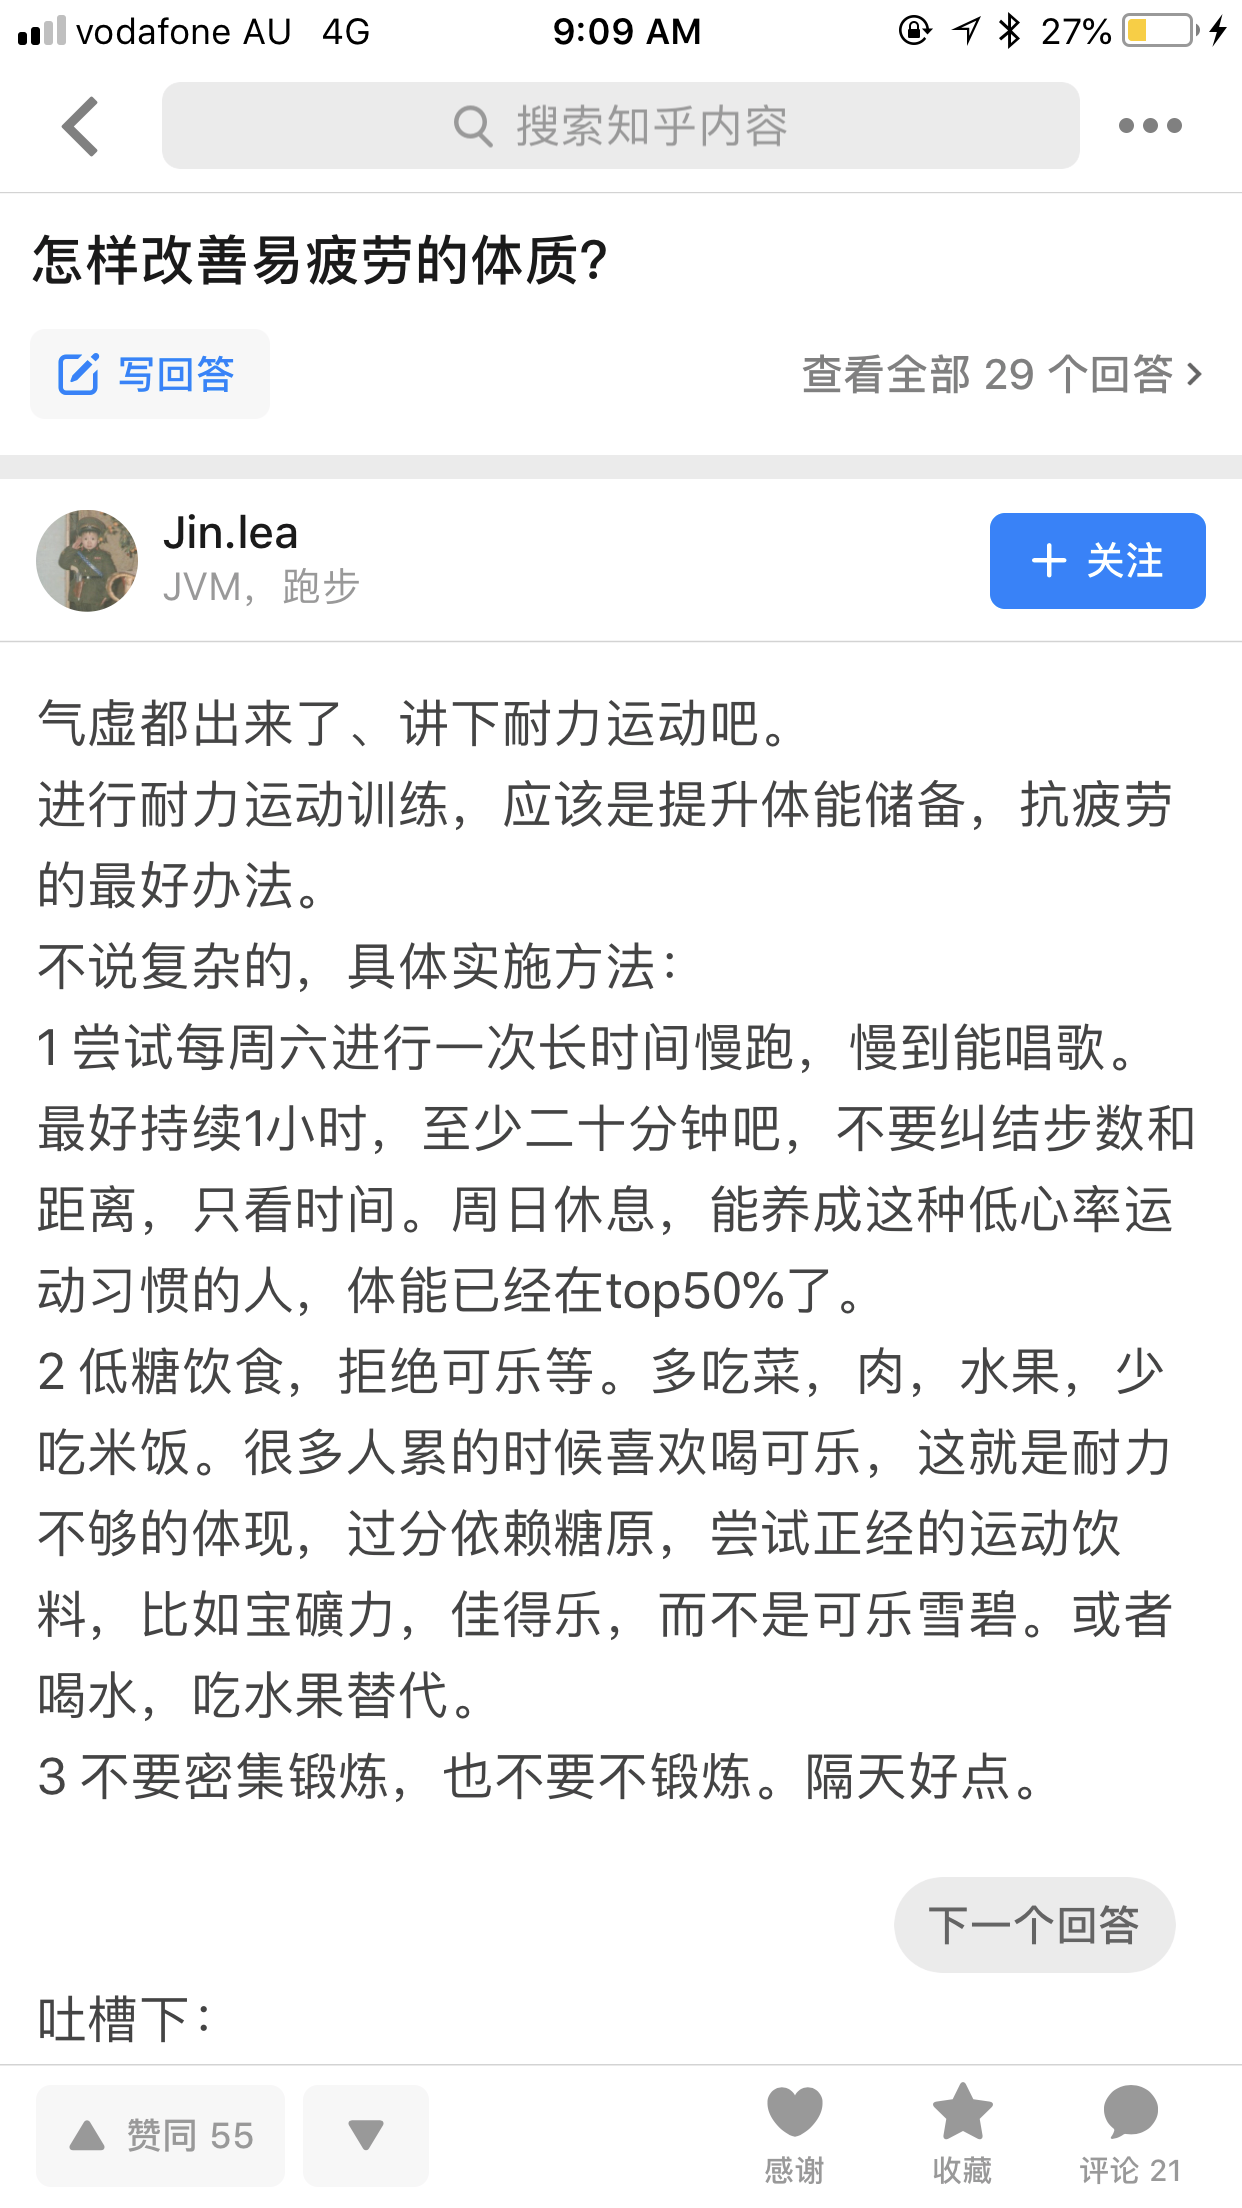 vodafone AU 4G 9:09 AM 27%
搜索知乎内容
怎样改善易疲劳的体质?
写回答 查看全部 29 个回答
Jin.lea
JVM，跑步
关注
气虚都出来了、讲下耐力运动吧。
进行耐力运动训练，应该是提升体能储备，抗疲劳
的最好办法。
不说复杂的，具体实施方法：
1 尝试每周六进行一次长时间慢跑，慢到能唱歌。
最好持续1小时，至少二十分钟吧，不要纠结步数和
距离，只看时间。周日休息，能养成这种低心率运
动习惯的人，体能已经在top50%了。
2 低糖饮食，拒绝可乐等。多吃菜，肉，水果，少
吃米饭。很多人累的时候喜欢喝可乐，这就是耐力
不够的体现，过分依赖糖原，尝试正经的运动饮
料，比如宝礦力，佳得乐，而不是可乐雪碧。或者
喝水，吃水果替代。
3 不要密集锻炼，也不要不锻炼。隔天好点。
下一个回答
吐槽下：
赞同 55 感谢 收藏 评论 21